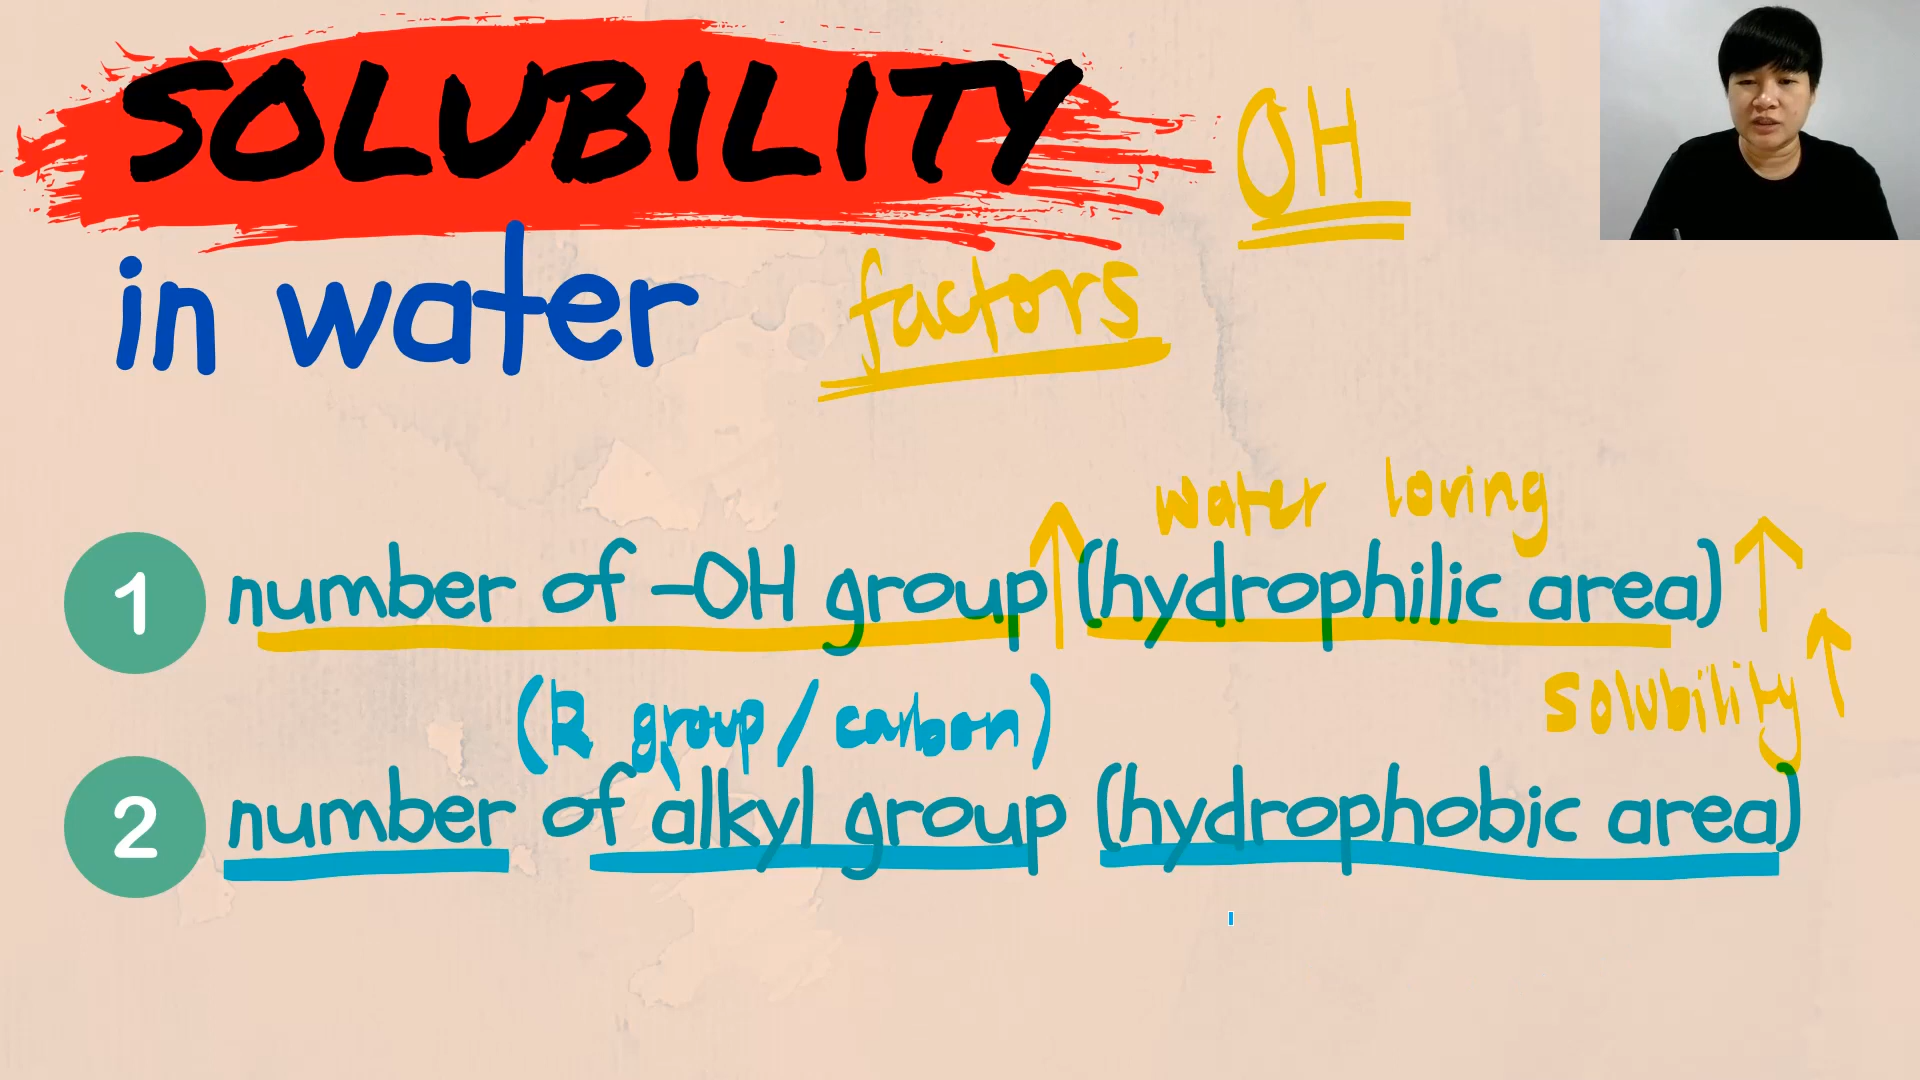 SOLUBILITY
OH
in water
factors
water loving
1 number of -OH group ↑ (hydrophilic area) ↑
solubility ↑
(R group / carbon)
2 number of alkyl group (hydrophobic area)